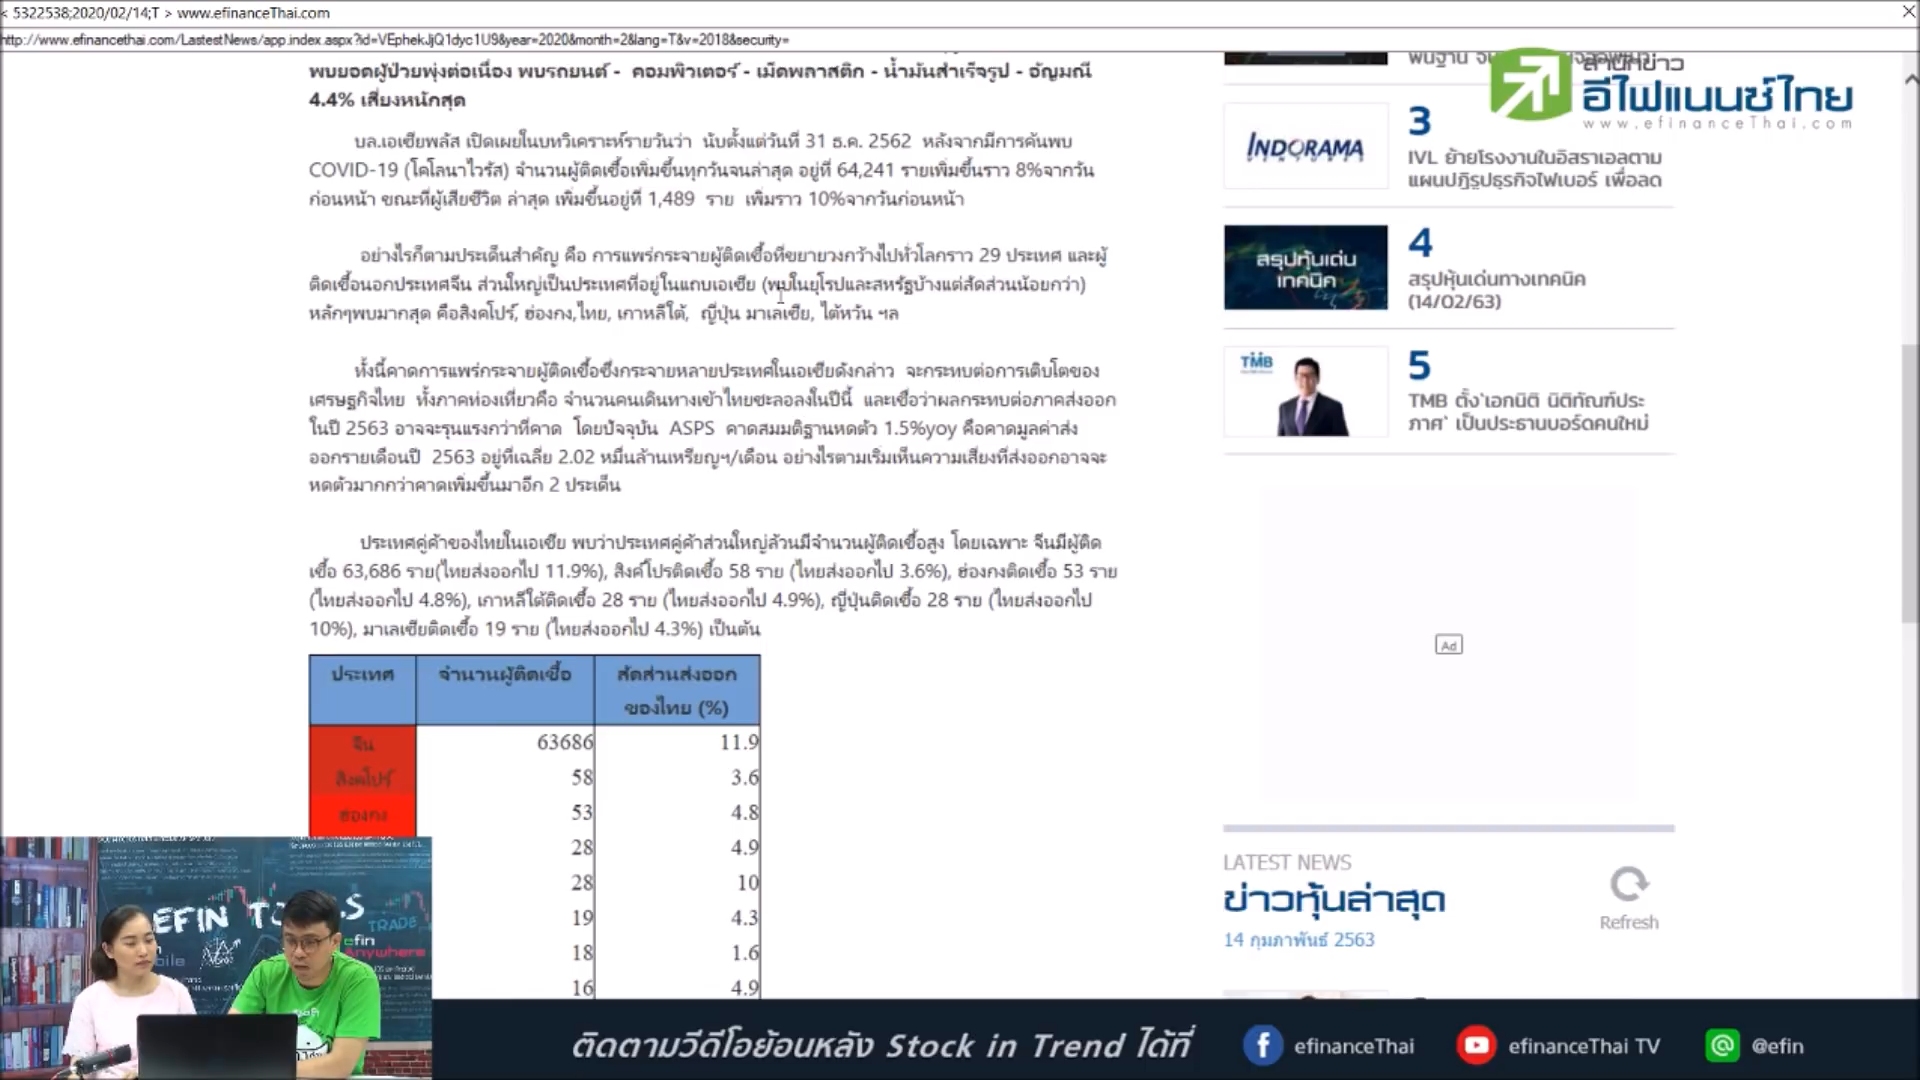 < 5322538;2020/02/14;T > www.efinanceThai.com
http://www.efinancethai.com/LastestNews/app.index.aspx?id=VEphekJjQ1dyc1U9&year=2020&month=2&lang=T&v=2018&security=
พบยอดผู้ป่วยพุ่งต่อเนื่อง พบรถยนต์ - คอมพิวเตอร์ - เม็ดพลาสติก - น้ำมันสำเร็จรูป - อัญมณี
4.4% เสี่ยงหนักสุด
บล.เอเซียพลัส เปิดเผยในบทวิเคราะห์รายวันว่า นับตั้งแต่วันที่ 31 ธ.ค. 2562 หลังจากมีการค้นพบ
COVID-19 (โคโลนาไวรัส) จำนวนผู้ติดเชื้อเพิ่มขึ้นทุกวันจนล่าสุด อยู่ที่ 64,241 รายเพิ่มขึ้นราว 8%จากวัน
ก่อนหน้า ขณะที่ผู้เสียชีวิต ล่าสุด เพิ่มขึ้นอยู่ที่ 1,489 ราย เพิ่มราว 10%จากวันก่อนหน้า
อย่างไรก็ตามประเด็นสำคัญ คือ การแพร่กระจายผู้ติดเชื้อที่ขยายวงกว้างไปทั่วโลกราว 29 ประเทศ และผู้
ติดเชื้อนอกประเทศจีน ส่วนใหญ่เป็นประเทศที่อยู่ในแถบเอเซีย (พบในยุโรปและสหรัฐบ้างแต่สัดส่วนน้อยกว่า)
หลักๆพบมากสุด คือสิงคโปร์, ฮ่องกง,ไทย, เกาหลีใต้, ญี่ปุ่น มาเลเซีย, ไต้หวัน ฯล
ทั้งนี้คาดการแพร่กระจายผู้ติดเชื้อซึ่งกระจายหลายประเทศในเอเซียดังกล่าว จะกระทบต่อการเติบโตของ
เศรษฐกิจไทย ทั้งภาคท่องเที่ยวคือ จำนวนคนเดินทางเข้าไทยชะลอลงในปีนี้ และเชื่อว่าผลกระทบต่อภาคส่งออก
ในปี 2563 อาจจะรุนแรงกว่าที่คาด โดยปัจจุบัน ASPS คาดสมมติฐานหดตัว 1.5%yoy คือคาดมูลค่าส่ง
ออกรายเดือนปี 2563 อยู่ที่เฉลี่ย 2.02 หมื่นล้านเหรียญฯ/เดือน อย่างไรตามเริ่มเห็นความเสี่ยงที่ส่งออกอาจจะ
หดตัวมากกว่าคาดเพิ่มขึ้นมาอีก 2 ประเด็น
ประเทศคู่ค้าของไทยในเอเซีย พบว่าประเทศคู่ค้าส่วนใหญ่ล้วนมีจำนวนผู้ติดเชื้อสูง โดยเฉพาะ จีนมีผู้ติด
เชื้อ 63,686 ราย(ไทยส่งออกไป 11.9%), สิงค์โปรติดเชื้อ 58 ราย (ไทยส่งออกไป 3.6%), ฮ่องกงติดเชื้อ 53 ราย
(ไทยส่งออกไป 4.8%), เกาหลีใต้ติดเชื้อ 28 ราย (ไทยส่งออกไป 4.9%), ญี่ปุ่นติดเชื้อ 28 ราย (ไทยส่งออกไป
10%), มาเลเซียติดเชื้อ 19 ราย (ไทยส่งออกไป 4.3%) เป็นต้น
ประเทศ จำนวนผู้ติดเชื้อ สัดส่วนส่งออก
ของไทย (%)
จีน 63686 11.9
สิงคโปร์ 58 3.6
ฮ่องกง 53 4.8
28 4.9
28 10
19 4.3
18 1.6
16 4.9
สำนักข่าว
อีไฟแนนซ์ไทย
www.efinanceThai.com
INDORAMA
3
IVL ย้ายโรงงานในอิสราเอลตาม
แผนปฎิรูปธุรกิจไฟเบอร์ เพื่อลด
สรุปหุ้นเด่น
เทคนิค
4
สรุปหุ้นเด่นทางเทคนิค
(14/02/63)
TMB
5
TMB ตั้ง`เอกนิติ นิติทัณฑ์ประ
ภาศ` เป็นประธานบอร์ดคนใหม่
Ad
LATEST NEWS
ข่าวหุ้นล่าสุด
14 กุมภาพันธ์ 2563
Refresh
EFIN
TRADE
efin
Anywhere
ติดตามวีดีโอย้อนหลัง Stock in Trend ได้ที่
efinanceThai
efinanceThai TV
@efin